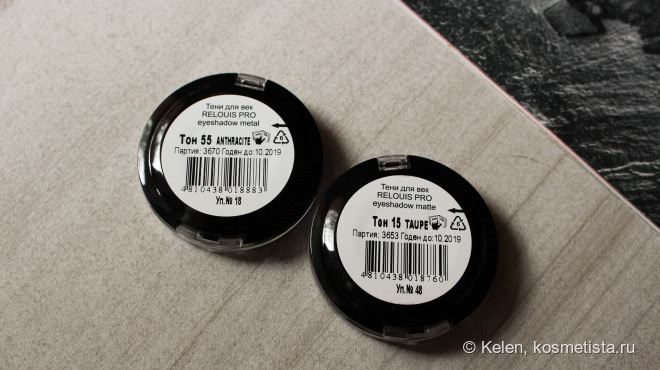 Тени для век
RELOUIS PRO
eyeshadow metal
Тон 55 ANTHRACITE
Партия: 3670 Годен до:10.2019
4810438018883
Уп.№ 18
Тени для век
RELOUIS PRO
eyeshadow matte
Тон 15 TAUPE
Партия: 3653 Годен до:10.2019
4810438018760
Уп.№ 48
© Kelen, kosmetista.ru